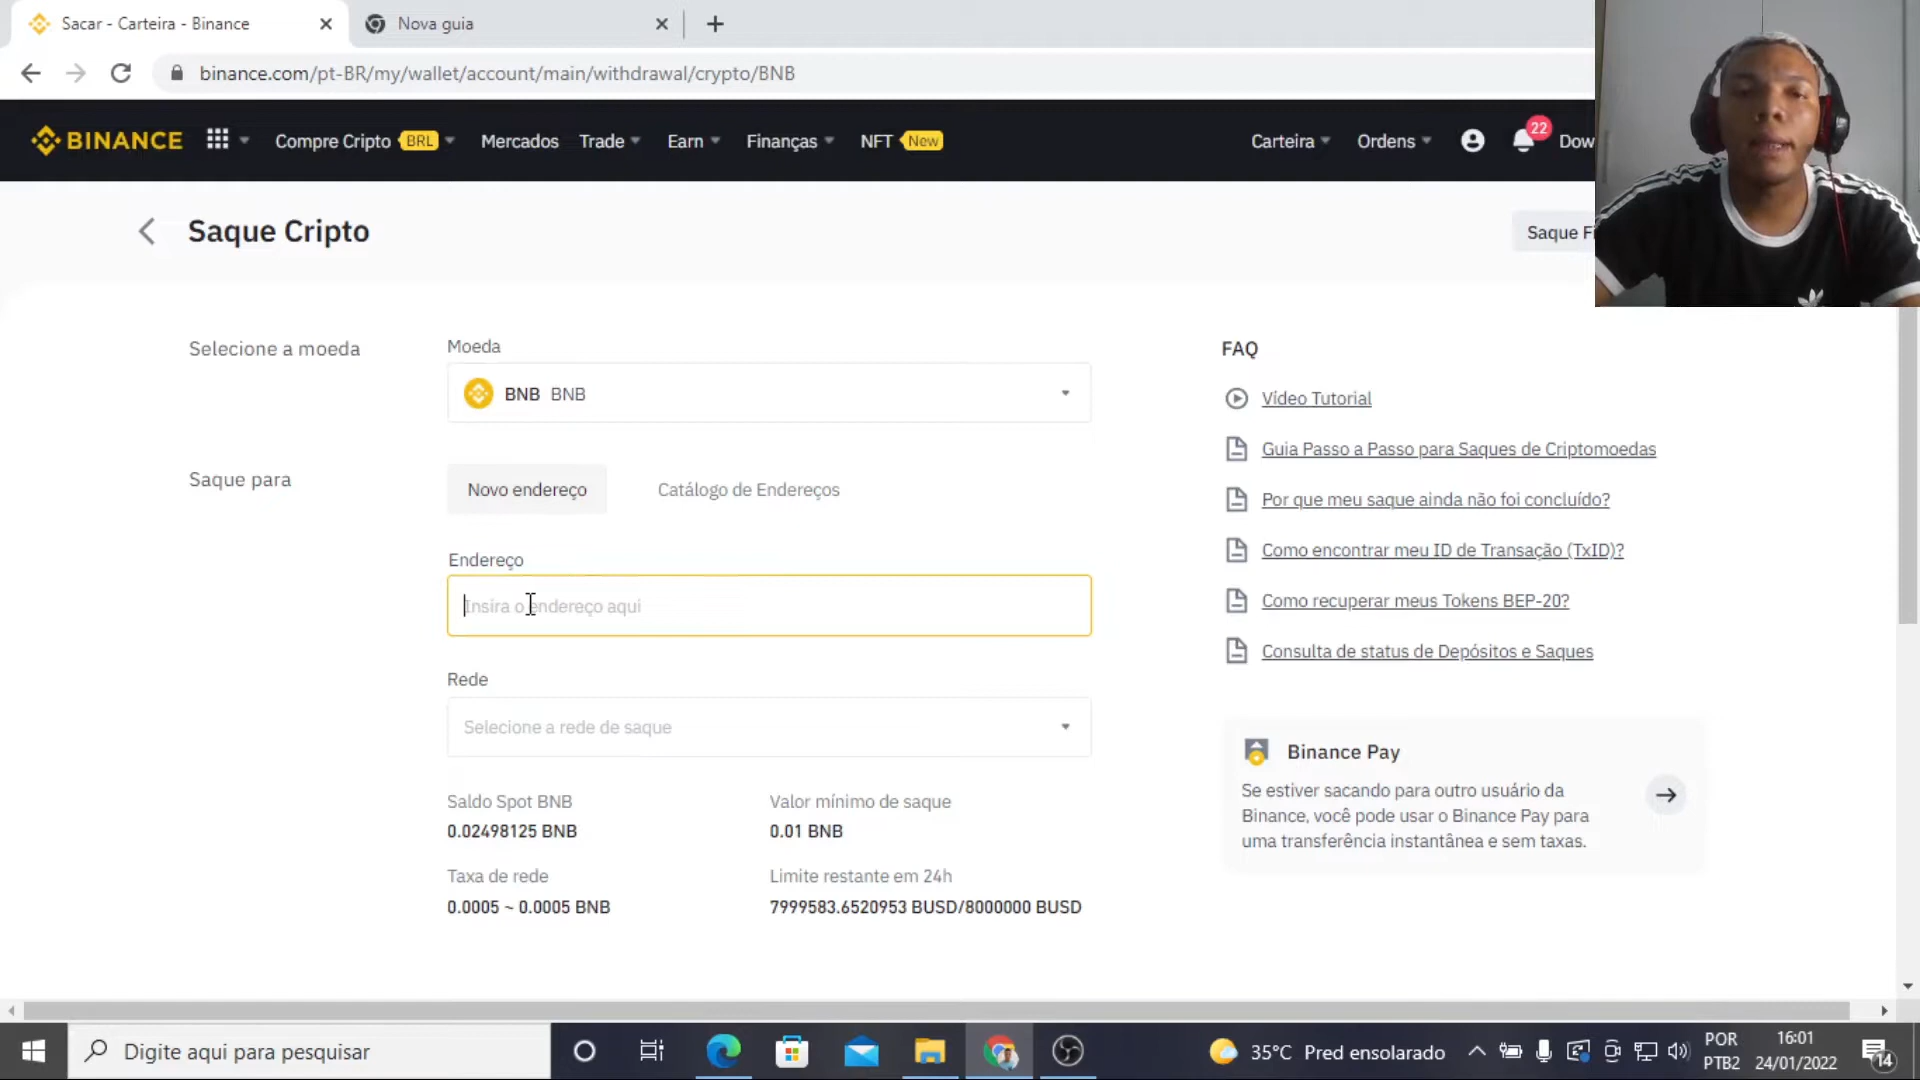 Sacar - Carteira - Binance
Nova guia
binance.com/pt-BR/my/wallet/account/main/withdrawal/crypto/BNB
BINANCE
Compre Cripto BRL
Mercados
Trade
Earn
Finanças
NFT New
Carteira
Ordens
22
Dow
Saque Cripto
Saque Fi
Selecione a moeda
Moeda
BNB BNB
Saque para
Novo endereço
Catálogo de Endereços
Endereço
Insira o endereço aqui
Rede
Selecione a rede de saque
Saldo Spot BNB
0.02498125 BNB
Valor mínimo de saque
0.01 BNB
Taxa de rede
0.0005 ~ 0.0005 BNB
Limite restante em 24h
7999583.6520953 BUSD/8000000 BUSD
FAQ
Vídeo Tutorial
Guia Passo a Passo para Saques de Criptomoedas
Por que meu saque ainda não foi concluído?
Como encontrar meu ID de Transação (TxID)?
Como recuperar meus Tokens BEP-20?
Consulta de status de Depósitos e Saques
Binance Pay
Se estiver sacando para outro usuário da
Binance, você pode usar o Binance Pay para
uma transferência instantânea e sem taxas.
Digite aqui para pesquisar
35°C Pred ensolarado
POR
PTB2
16:01
24/01/2022
14